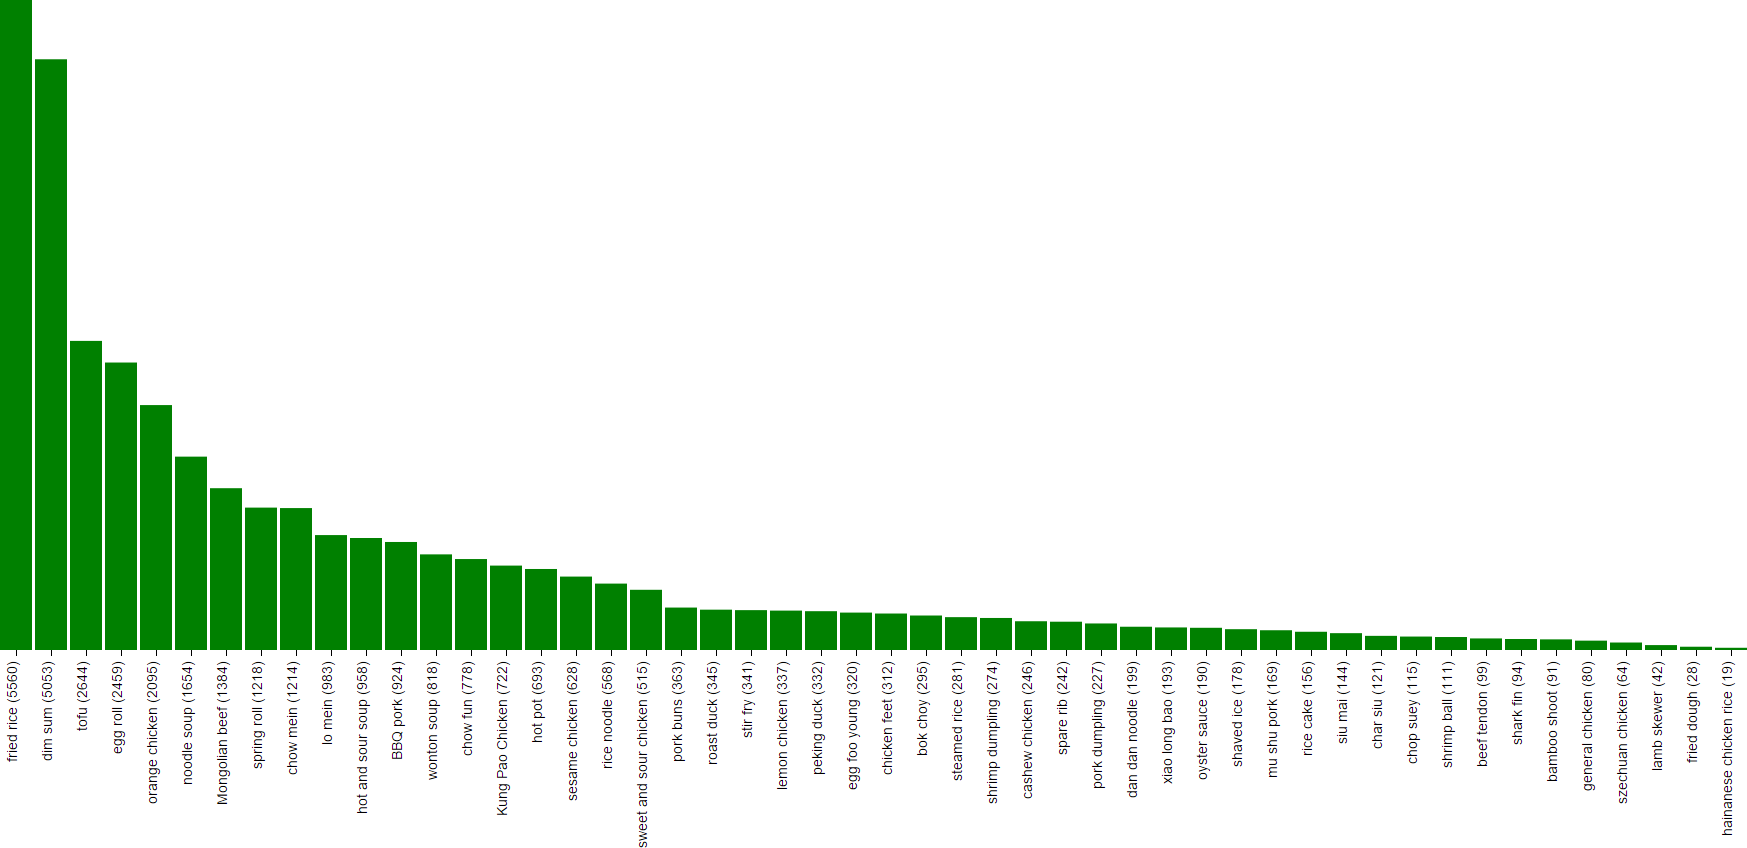 fried rice (5560)
dim sum (5053)
tofu (2644)
egg roll (2459)
orange chicken (2095)
noodle soup (1654)
Mongolian beef (1384)
spring roll (1218)
chow mein (1214)
lo mein (983)
hot and sour soup (958)
BBQ pork (924)
wonton soup (818)
chow fun (778)
Kung Pao Chicken (722)
hot pot (693)
sesame chicken (628)
rice noodle (568)
sweet and sour chicken (515)
pork buns (363)
roast duck (345)
stir fry (341)
lemon chicken (337)
peking duck (332)
egg foo young (320)
chicken feet (312)
bok choy (295)
steamed rice (281)
shrimp dumpling (274)
cashew chicken (246)
spare rib (242)
pork dumpling (227)
dan dan noodle (199)
xiao long bao (193)
oyster sauce (190)
shaved ice (178)
mu shu pork (169)
rice cake (156)
siu mai (144)
char siu (121)
chop suey (115)
shrimp ball (111)
beef tendon (99)
shark fin (94)
bamboo shoot (91)
general chicken (80)
szechuan chicken (64)
lamb skewer (42)
fried dough (28)
hainanese chicken rice (19)